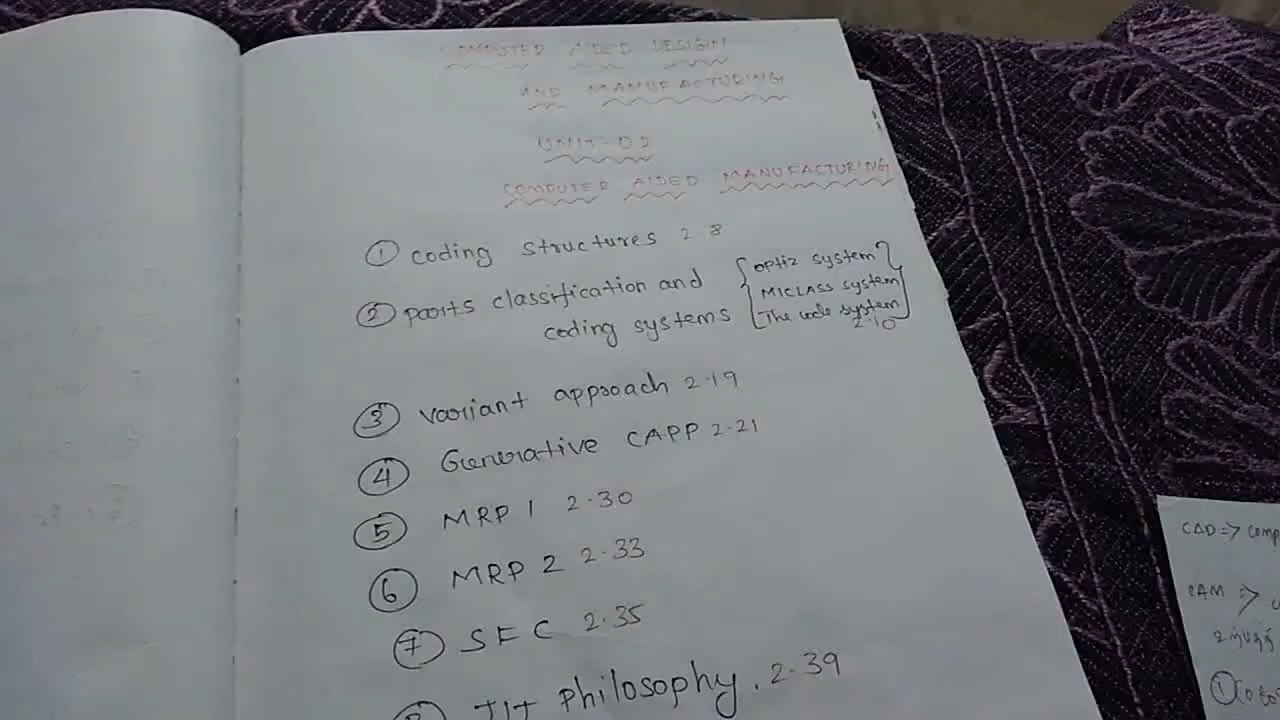 COMPUTED AIDED DESIGN
AND MANUFACTURING
UNIT-02
COMPUTER AIDED MANUFACTURING
① coding structures 2.8
② parts classification and
coding systems
{ OPtiz system }
MICLASS system
The code system
2.10
③ variant approach 2.19
④ Generative CAPP 2.21
⑤ MRP 1 2.30
⑥ MRP 2 2.33
⑦ SFC 2.35
⑧ JIT Philosophy. 2.39
CAD => comp
CAM =>
①